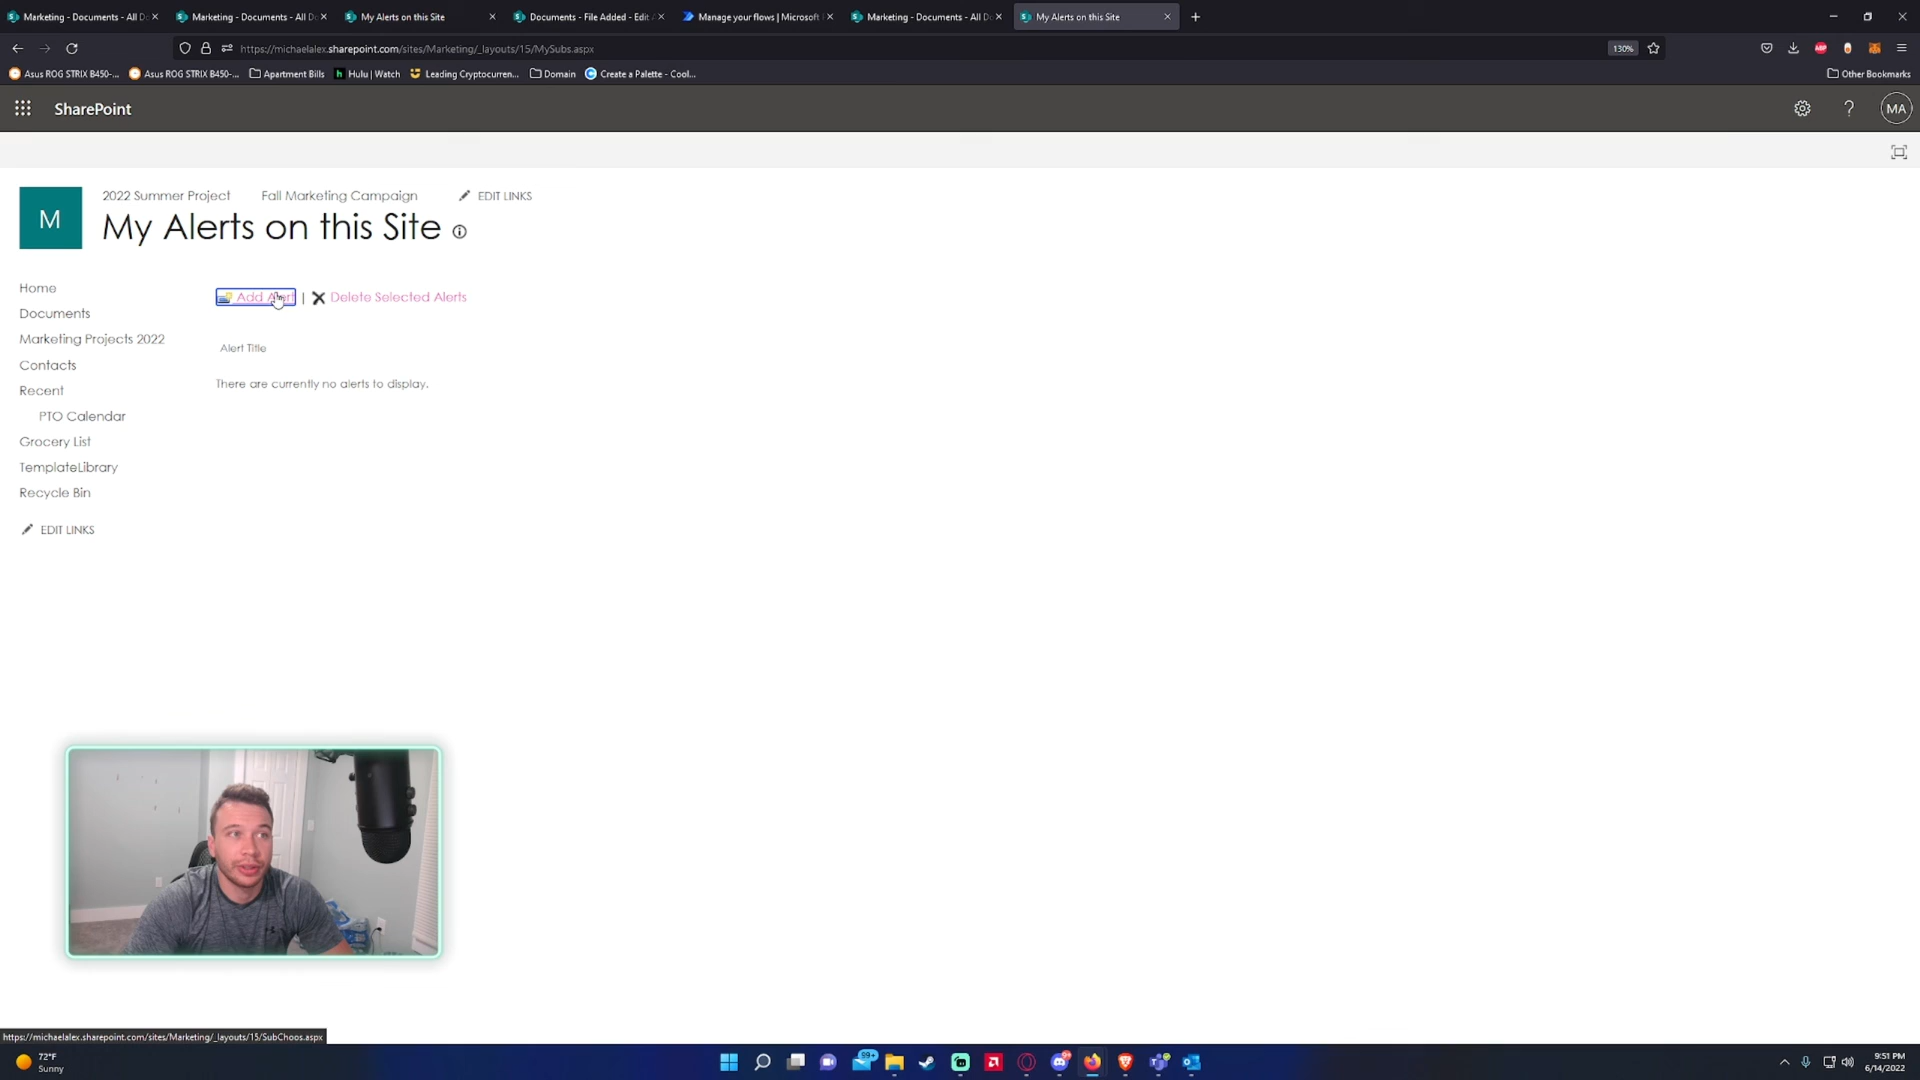 Marketing - Documents - All Do
Marketing - Documents - All Do
My Alerts on this Site
Documents - File Added - Edit
Manage your flows | Microsoft
Marketing - Documents - All Do
My Alerts on this Site
https://michaelalex.sharepoint.com/sites/Marketing/_layouts/15/MySubs.aspx
130%
Asus ROG STRIX B450-...
Asus ROG STRIX B450-...
Apartment Bills
Hulu | Watch
Leading Cryptocurren...
Domain
Create a Palette - Cool...
Other Bookmarks
SharePoint
?
MA
M
2022 Summer Project
Fall Marketing Campaign
EDIT LINKS
My Alerts on this Site
Home
Documents
Marketing Projects 2022
Contacts
Recent
PTO Calendar
Grocery List
TemplateLibrary
Recycle Bin
EDIT LINKS
Add Alert | Delete Selected Alerts
Alert Title
There are currently no alerts to display.
https://michaelalex.sharepoint.com/sites/Marketing/_layouts/15/SubChoos.aspx
72°F
Sunny
99+
9:51 PM
6/14/2022